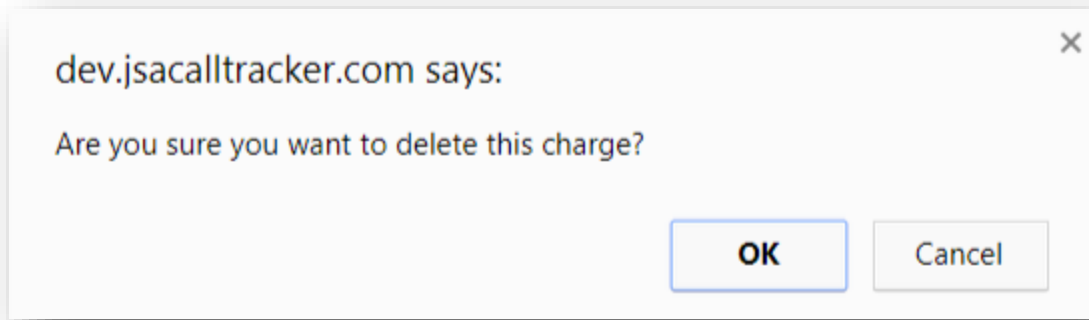 dev.jsacalltracker.com says:
Are you sure you want to delete this charge?
OK
Cancel